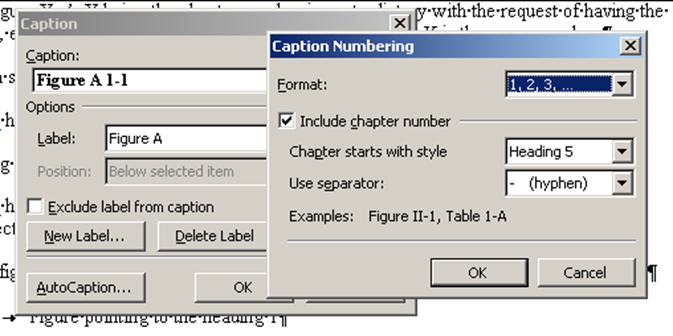 y·with·the·request·of·having·the·
Caption
Caption:
Figure A 1-1
Options
Label: Figure A
Position: Below selected item
Exclude label from caption
New Label... Delete Label
AutoCaption... OK
Caption Numbering
Format: 1, 2, 3, ...
Include chapter number
Chapter starts with style Heading 5
Use separator: - (hyphen)
Examples: Figure II-1, Table 1-A
OK Cancel
Figure·pointing·to·the·heading·1¶